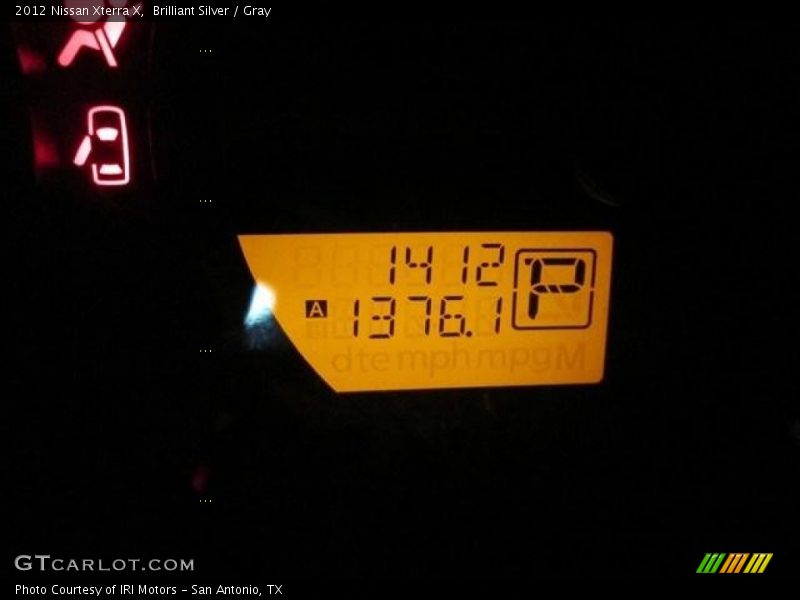 2012 Nissan Xterra X,  Brilliant Silver / Gray
...
...
1412
P
A 1376.1
...
dte mph mpg M
...
GTCARLOT.COM
Photo Courtesy of IRI Motors - San Antonio, TX